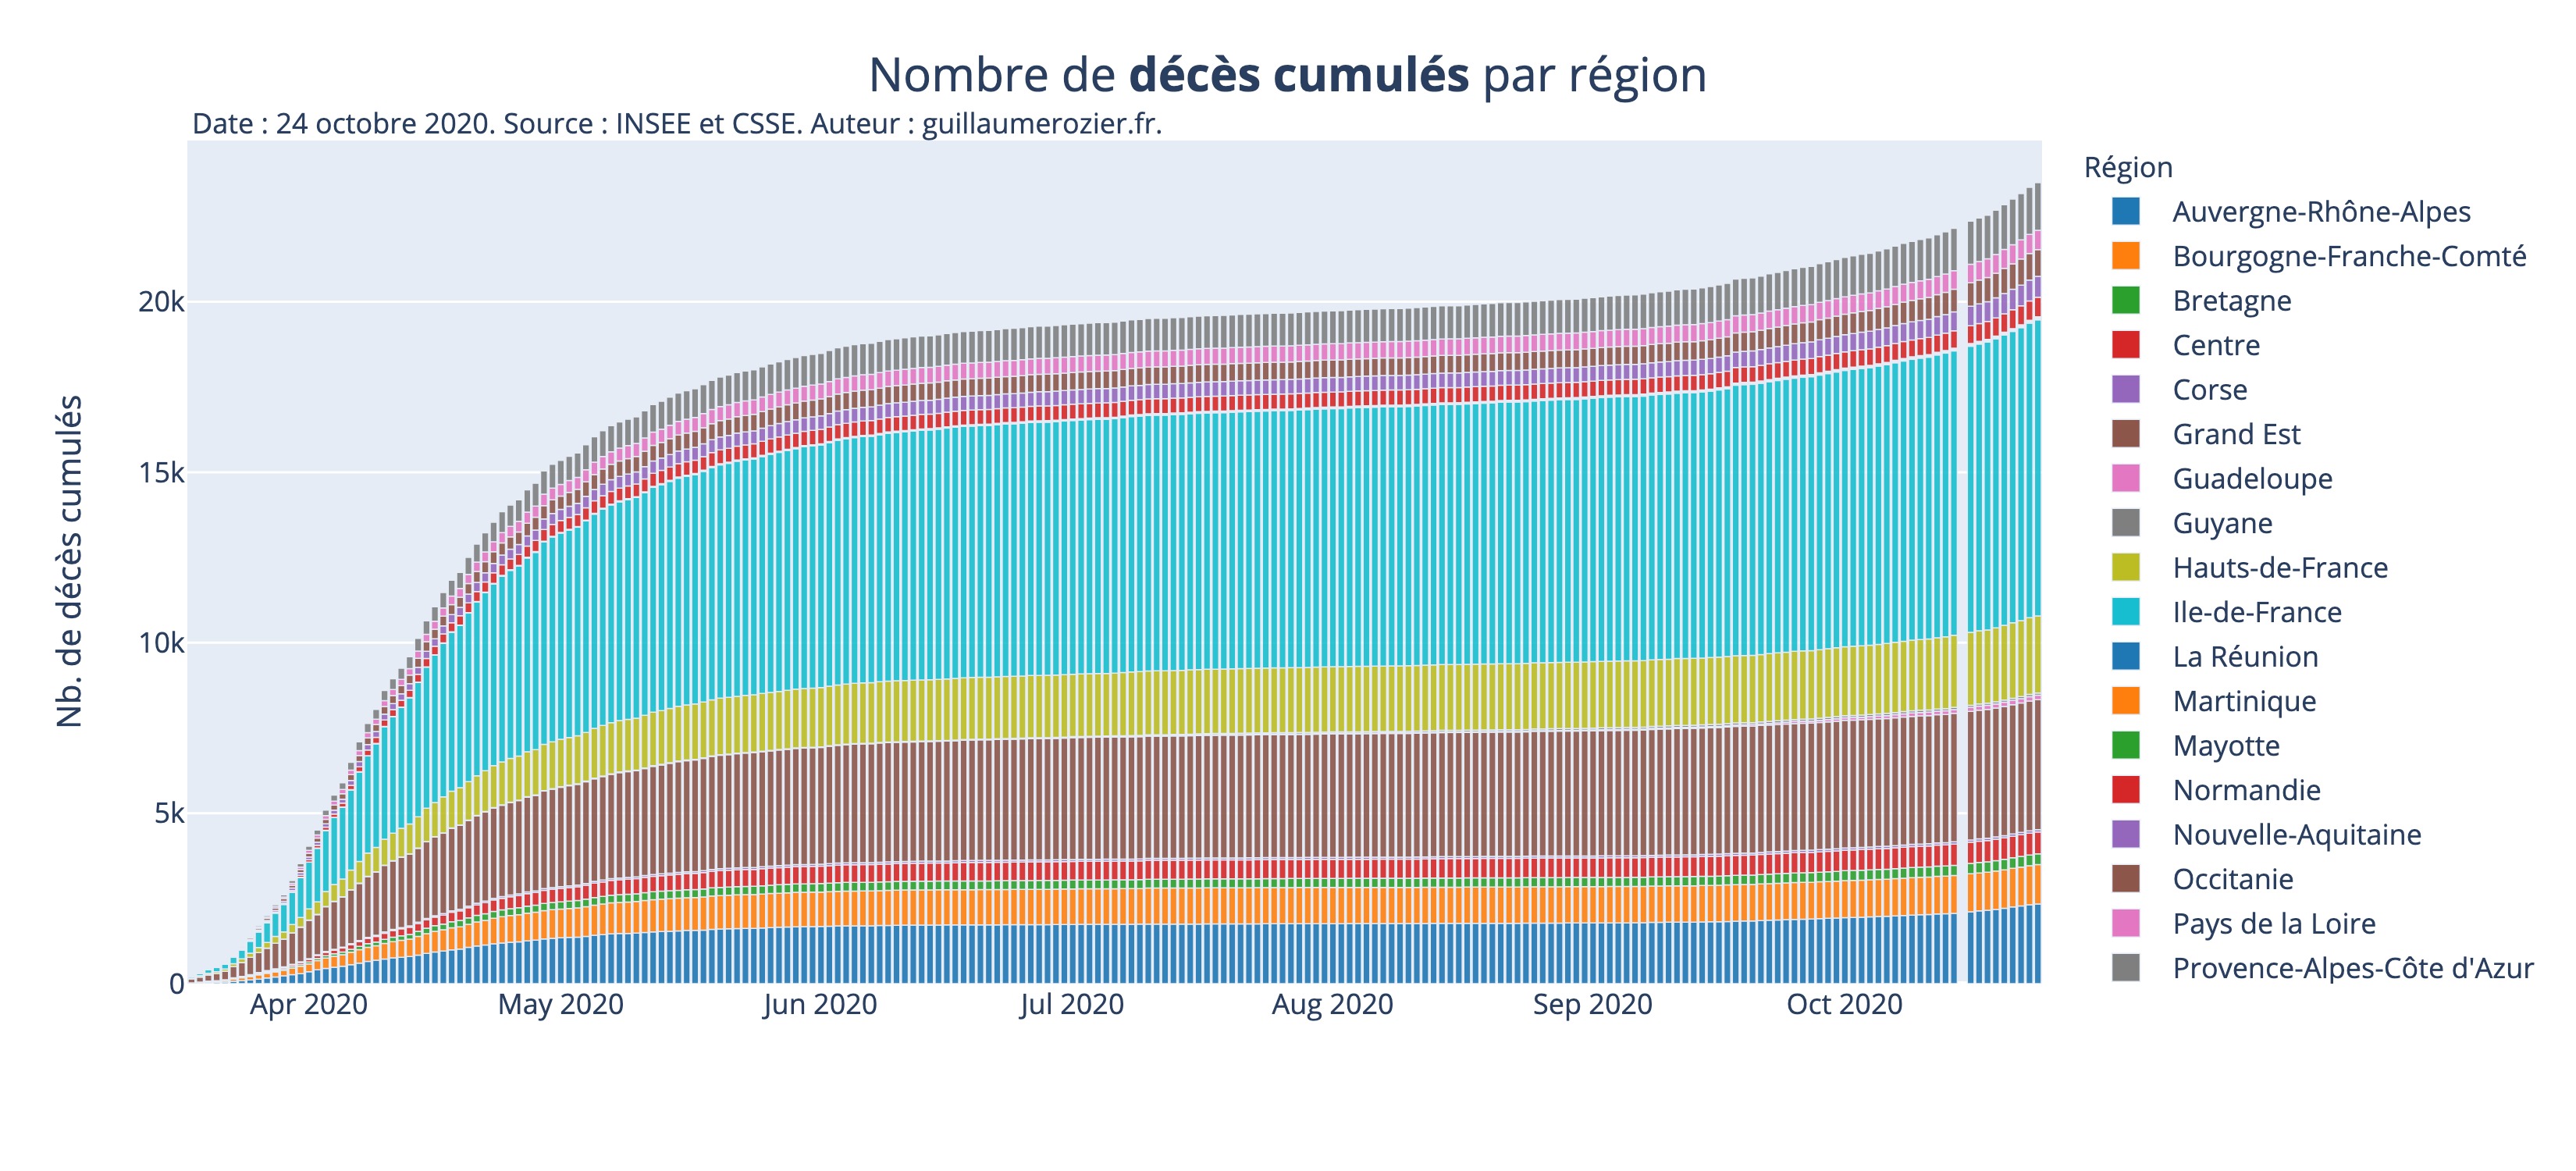 Nombre de décès cumulés par région
Date : 24 octobre 2020. Source : INSEE et CSSE. Auteur : guillaumerozier.fr.
Nb. de décès cumulés
20k
15k
10k
5k
0
Apr 2020
May 2020
Jun 2020
Jul 2020
Aug 2020
Sep 2020
Oct 2020
Région
Auvergne-Rhône-Alpes
Bourgogne-Franche-Comté
Bretagne
Centre
Corse
Grand Est
Guadeloupe
Guyane
Hauts-de-France
Ile-de-France
La Réunion
Martinique
Mayotte
Normandie
Nouvelle-Aquitaine
Occitanie
Pays de la Loire
Provence-Alpes-Côte d'Azur